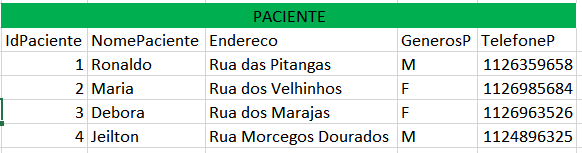 PACIENTE
IdPaciente NomePaciente Endereco GenerosP TelefoneP
1 Ronaldo Rua das Pitangas M 1126359658
2 Maria Rua dos Velhinhos F 1126985684
3 Debora Rua dos Marajas F 1126963526
4 Jeilton Rua Morcegos Dourados M 1124896325